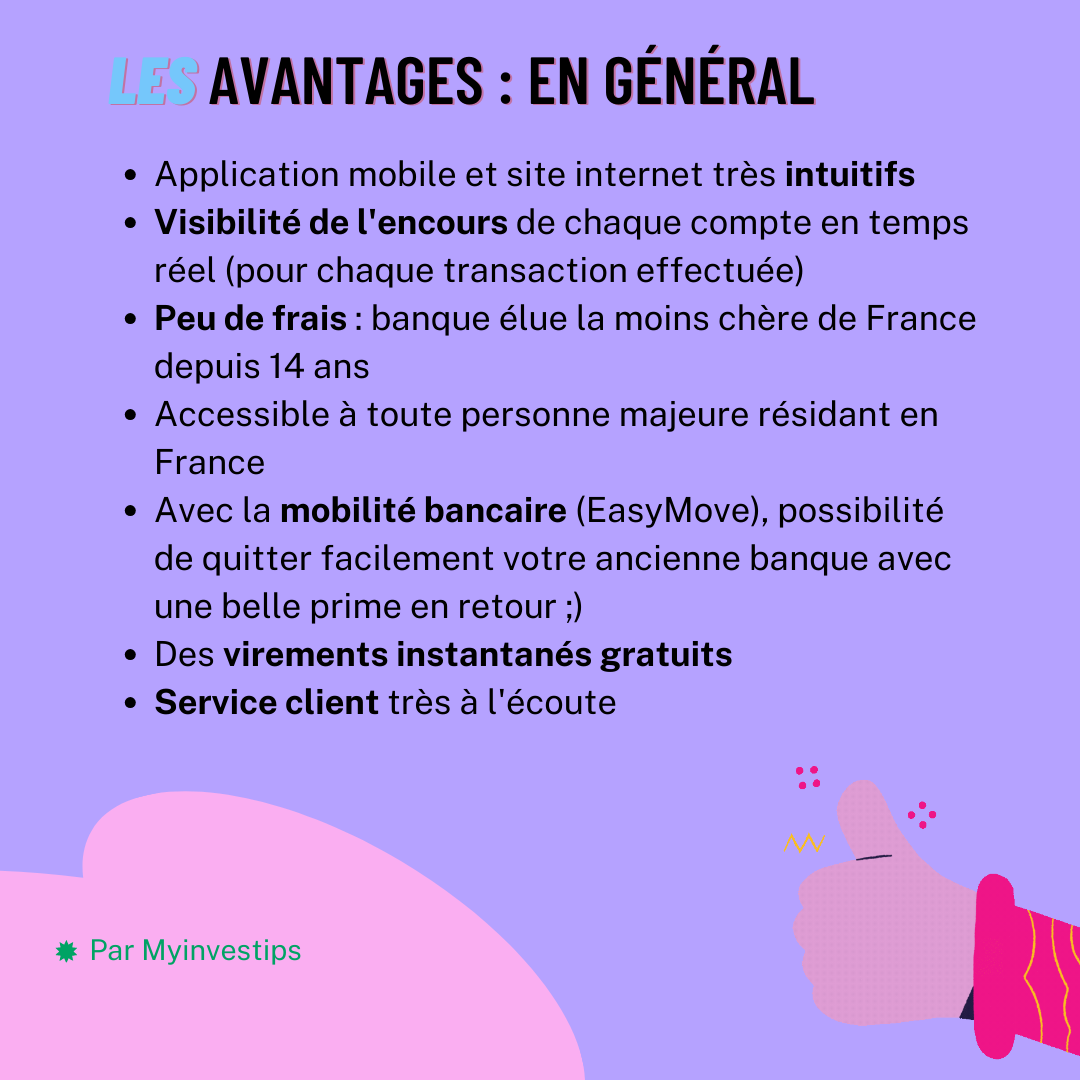 LES AVANTAGES : EN GÉNÉRAL
• Application mobile et site internet très intuitifs
• Visibilité de l'encours de chaque compte en temps
réel (pour chaque transaction effectuée)
• Peu de frais : banque élue la moins chère de France
depuis 14 ans
• Accessible à toute personne majeure résidant en
France
• Avec la mobilité bancaire (EasyMove), possibilité
de quitter facilement votre ancienne banque avec
une belle prime en retour ;)
• Des virements instantanés gratuits
• Service client très à l'écoute
Par Myinvestips